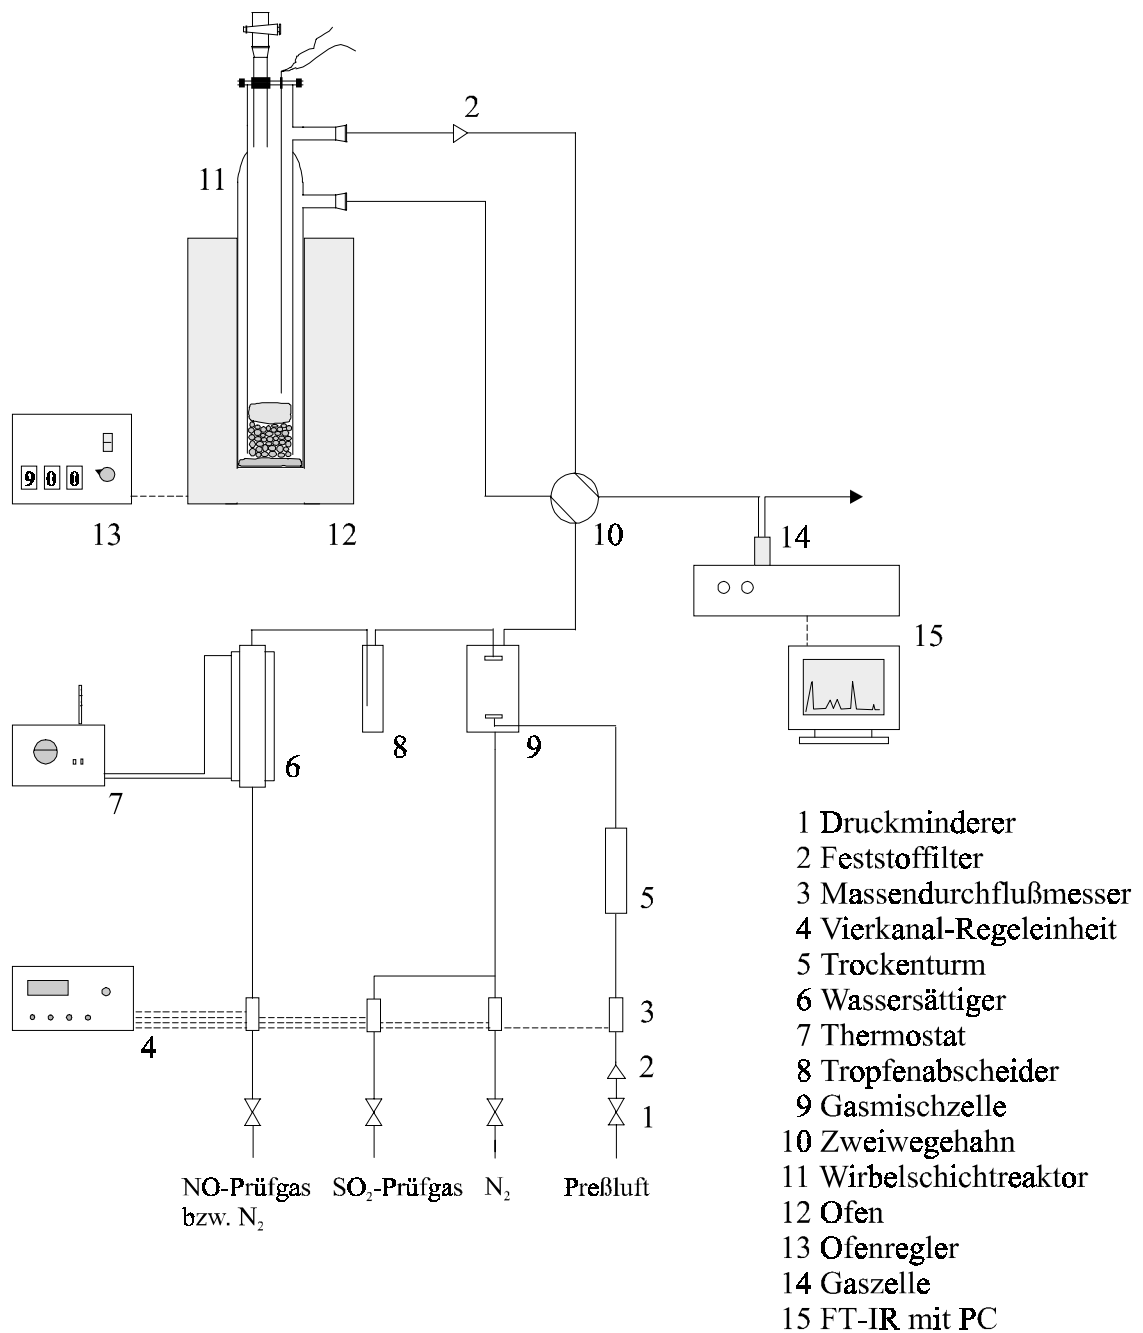 2
11
900
13
12
10
14
15
6
8
9
7
5
3
4
2
1
NO-Prüfgas
bzw. N₂
SO₂-Prüfgas
N₂
Preßluft
1 Druckminderer
2 Feststoffilter
3 Massendurchflußmesser
4 Vierkanal-Regeleinheit
5 Trockenturm
6 Wassersättiger
7 Thermostat
8 Tropfenabscheider
9 Gasmischzelle
10 Zweiwegehahn
11 Wirbelschichtreaktor
12 Ofen
13 Ofenregler
14 Gaszelle
15 FT-IR mit PC